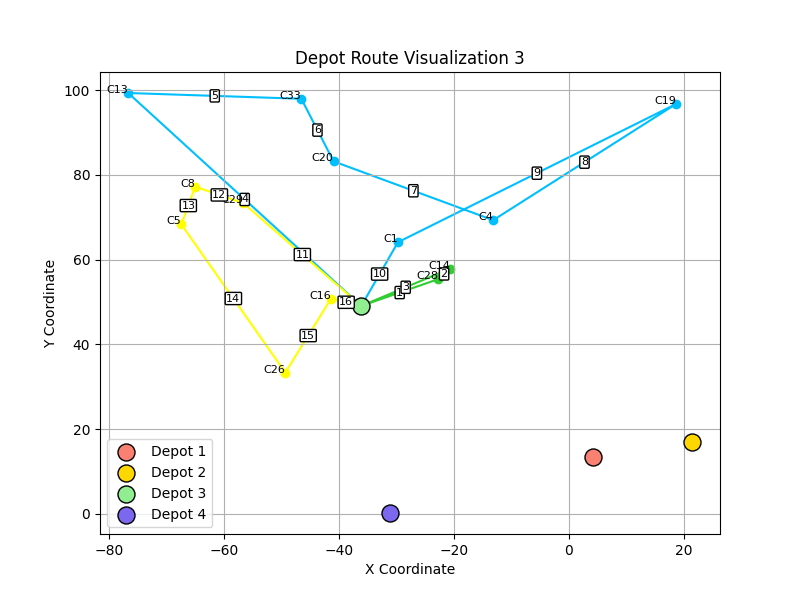 Depot Route Visualization 3
Y Coordinate
100
80
60
40
20
0
C13
5
C33
6
C20
7
C4
8
C19
9
C1
10
C8
12
C29
4
13
C5
11
14
C16
16
15
C26
C14
2
C28
3
1
Depot 1
Depot 2
Depot 3
Depot 4
−80
−60
−40
−20
0
20
X Coordinate